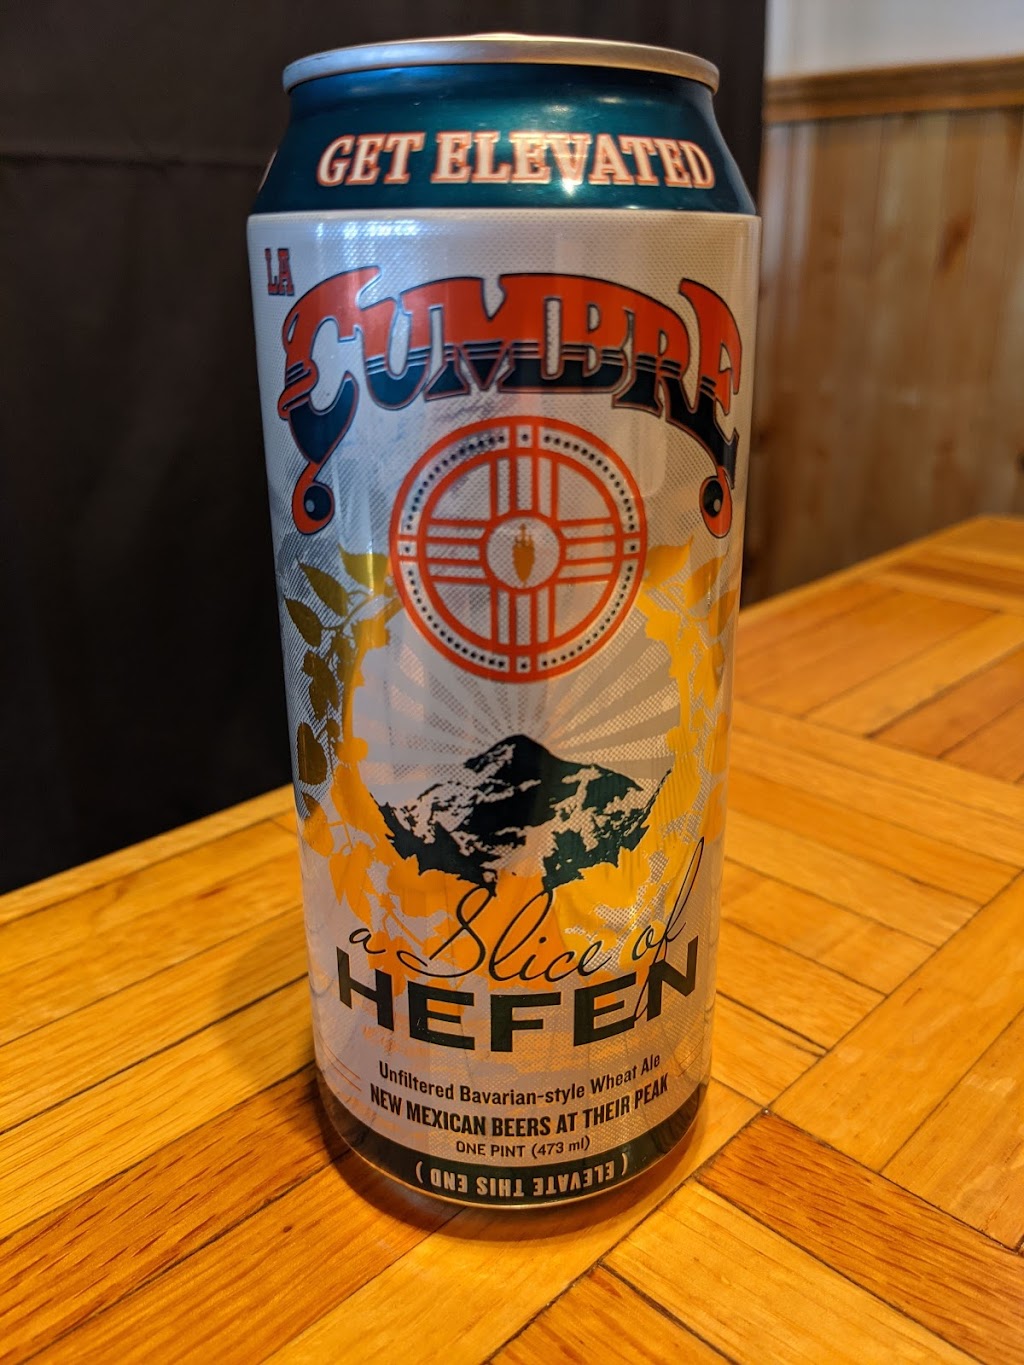 GET ELEVATED
LA
CUMBRE
a Slice of
HEFEN
Unfiltered Bavarian-style Wheat Ale
NEW MEXICAN BEERS AT THEIR PEAK
ONE PINT (473 ml)
( ELEVATE THIS END )